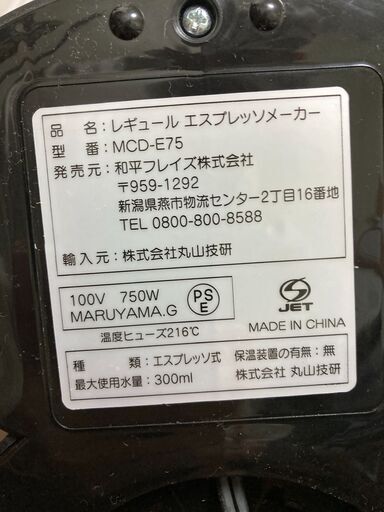 品　名：レギュール エスプレッソメーカー
型　番：MCD-E75
発売元：和平フレイズ株式会社
〒959-1292
新潟県燕市物流センター2丁目16番地
TEL 0800-800-8588
輸入元：株式会社丸山技研
100V 750W
MARUYAMA.G
PS
E
JET
温度ヒューズ216℃
MADE IN CHINA
種　　類：エスプレッソ式　保温装置の有無：無
最大使用水量：300ml　株式会社 丸山技研